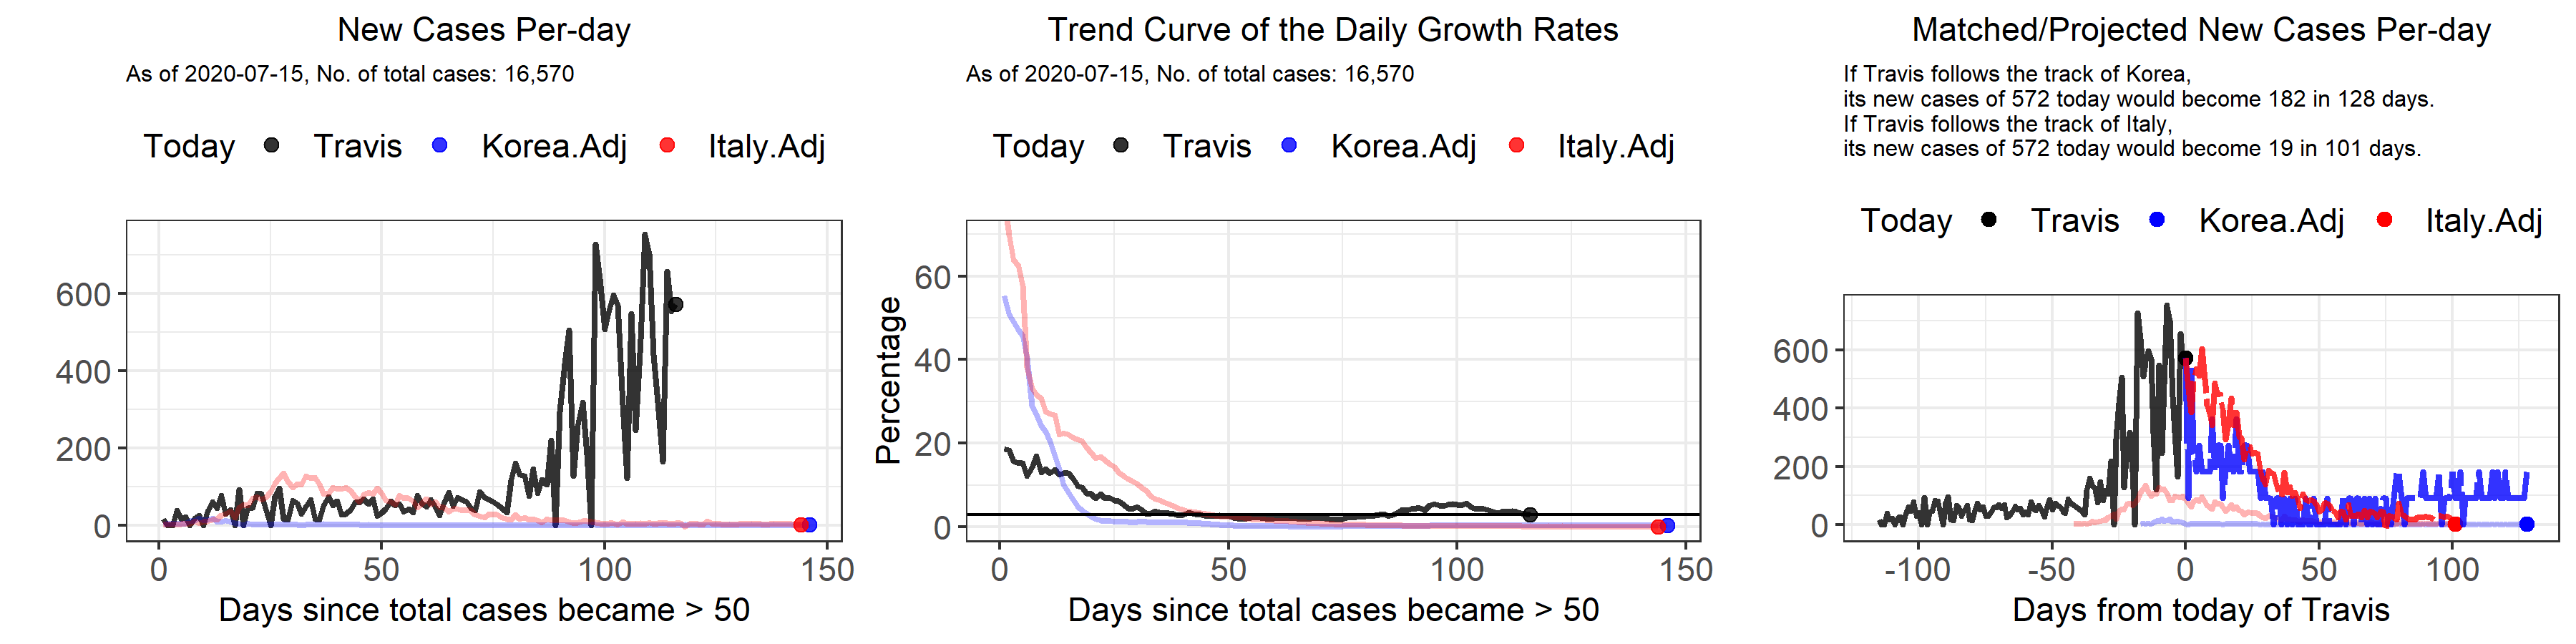 New Cases Per-day
As of 2020-07-15, No. of total cases: 16,570
Today Travis Korea.Adj Italy.Adj
600
400
200
0
0 50 100 150
Days since total cases became > 50
Trend Curve of the Daily Growth Rates
As of 2020-07-15, No. of total cases: 16,570
Today Travis Korea.Adj Italy.Adj
Percentage
60
40
20
0
0 50 100 150
Days since total cases became > 50
Matched/Projected New Cases Per-day
If Travis follows the track of Korea,
its new cases of 572 today would become 182 in 128 days.
If Travis follows the track of Italy,
its new cases of 572 today would become 19 in 101 days.
Today Travis Korea.Adj Italy.Adj
600
400
200
0
-100 -50 0 50 100
Days from today of Travis